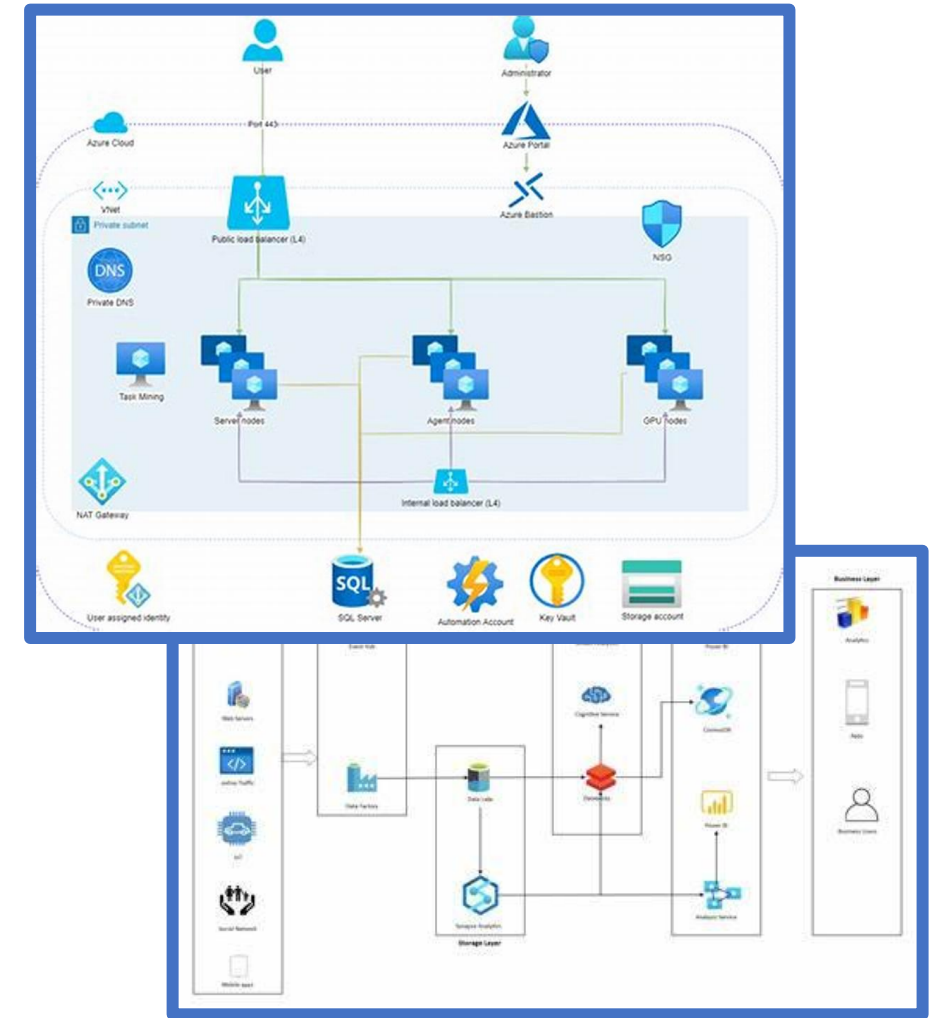 User
Administrator
Port 443
Azure Cloud
Azure Portal
VNet
Azure Bastion
Private subnet
Public load balancer (L4)
NSG
DNS
Private DNS
Task Mining
Server nodes
Agent nodes
GPU nodes
Internal load balancer (L4)
NAT Gateway
SQL
User assigned identity
SQL Server
Automation Account
Key Vault
Storage account
Business Layer
Analytics
Event Hub
Power BI
Web Servers
Cognitive Service
CosmosDB
Apps
</>
online Traffic
Data Factory
Data Lake
Databricks
Power BI
Business Users
IoT
Social Network
Synapse Analytics
Analysis Service
Storage Layer
Mobile apps